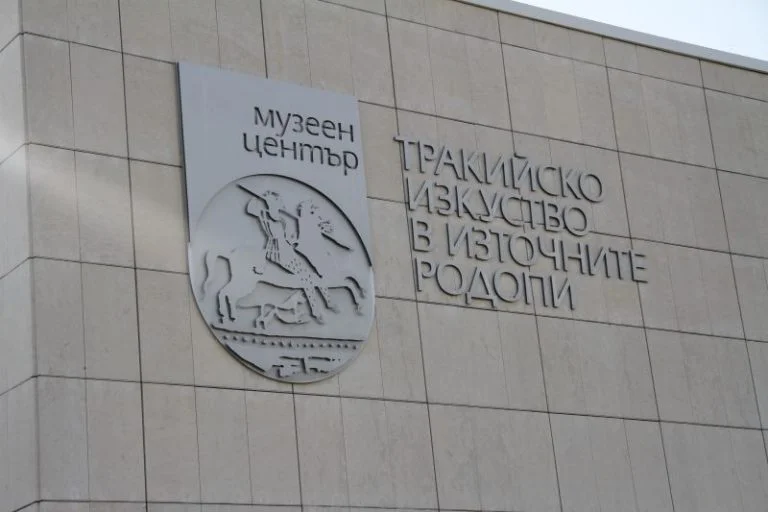 музеен
център
ТРАКИЙСКО
ИЗКУСТВО
В ИЗТОЧНИТЕ
РОДОПИ